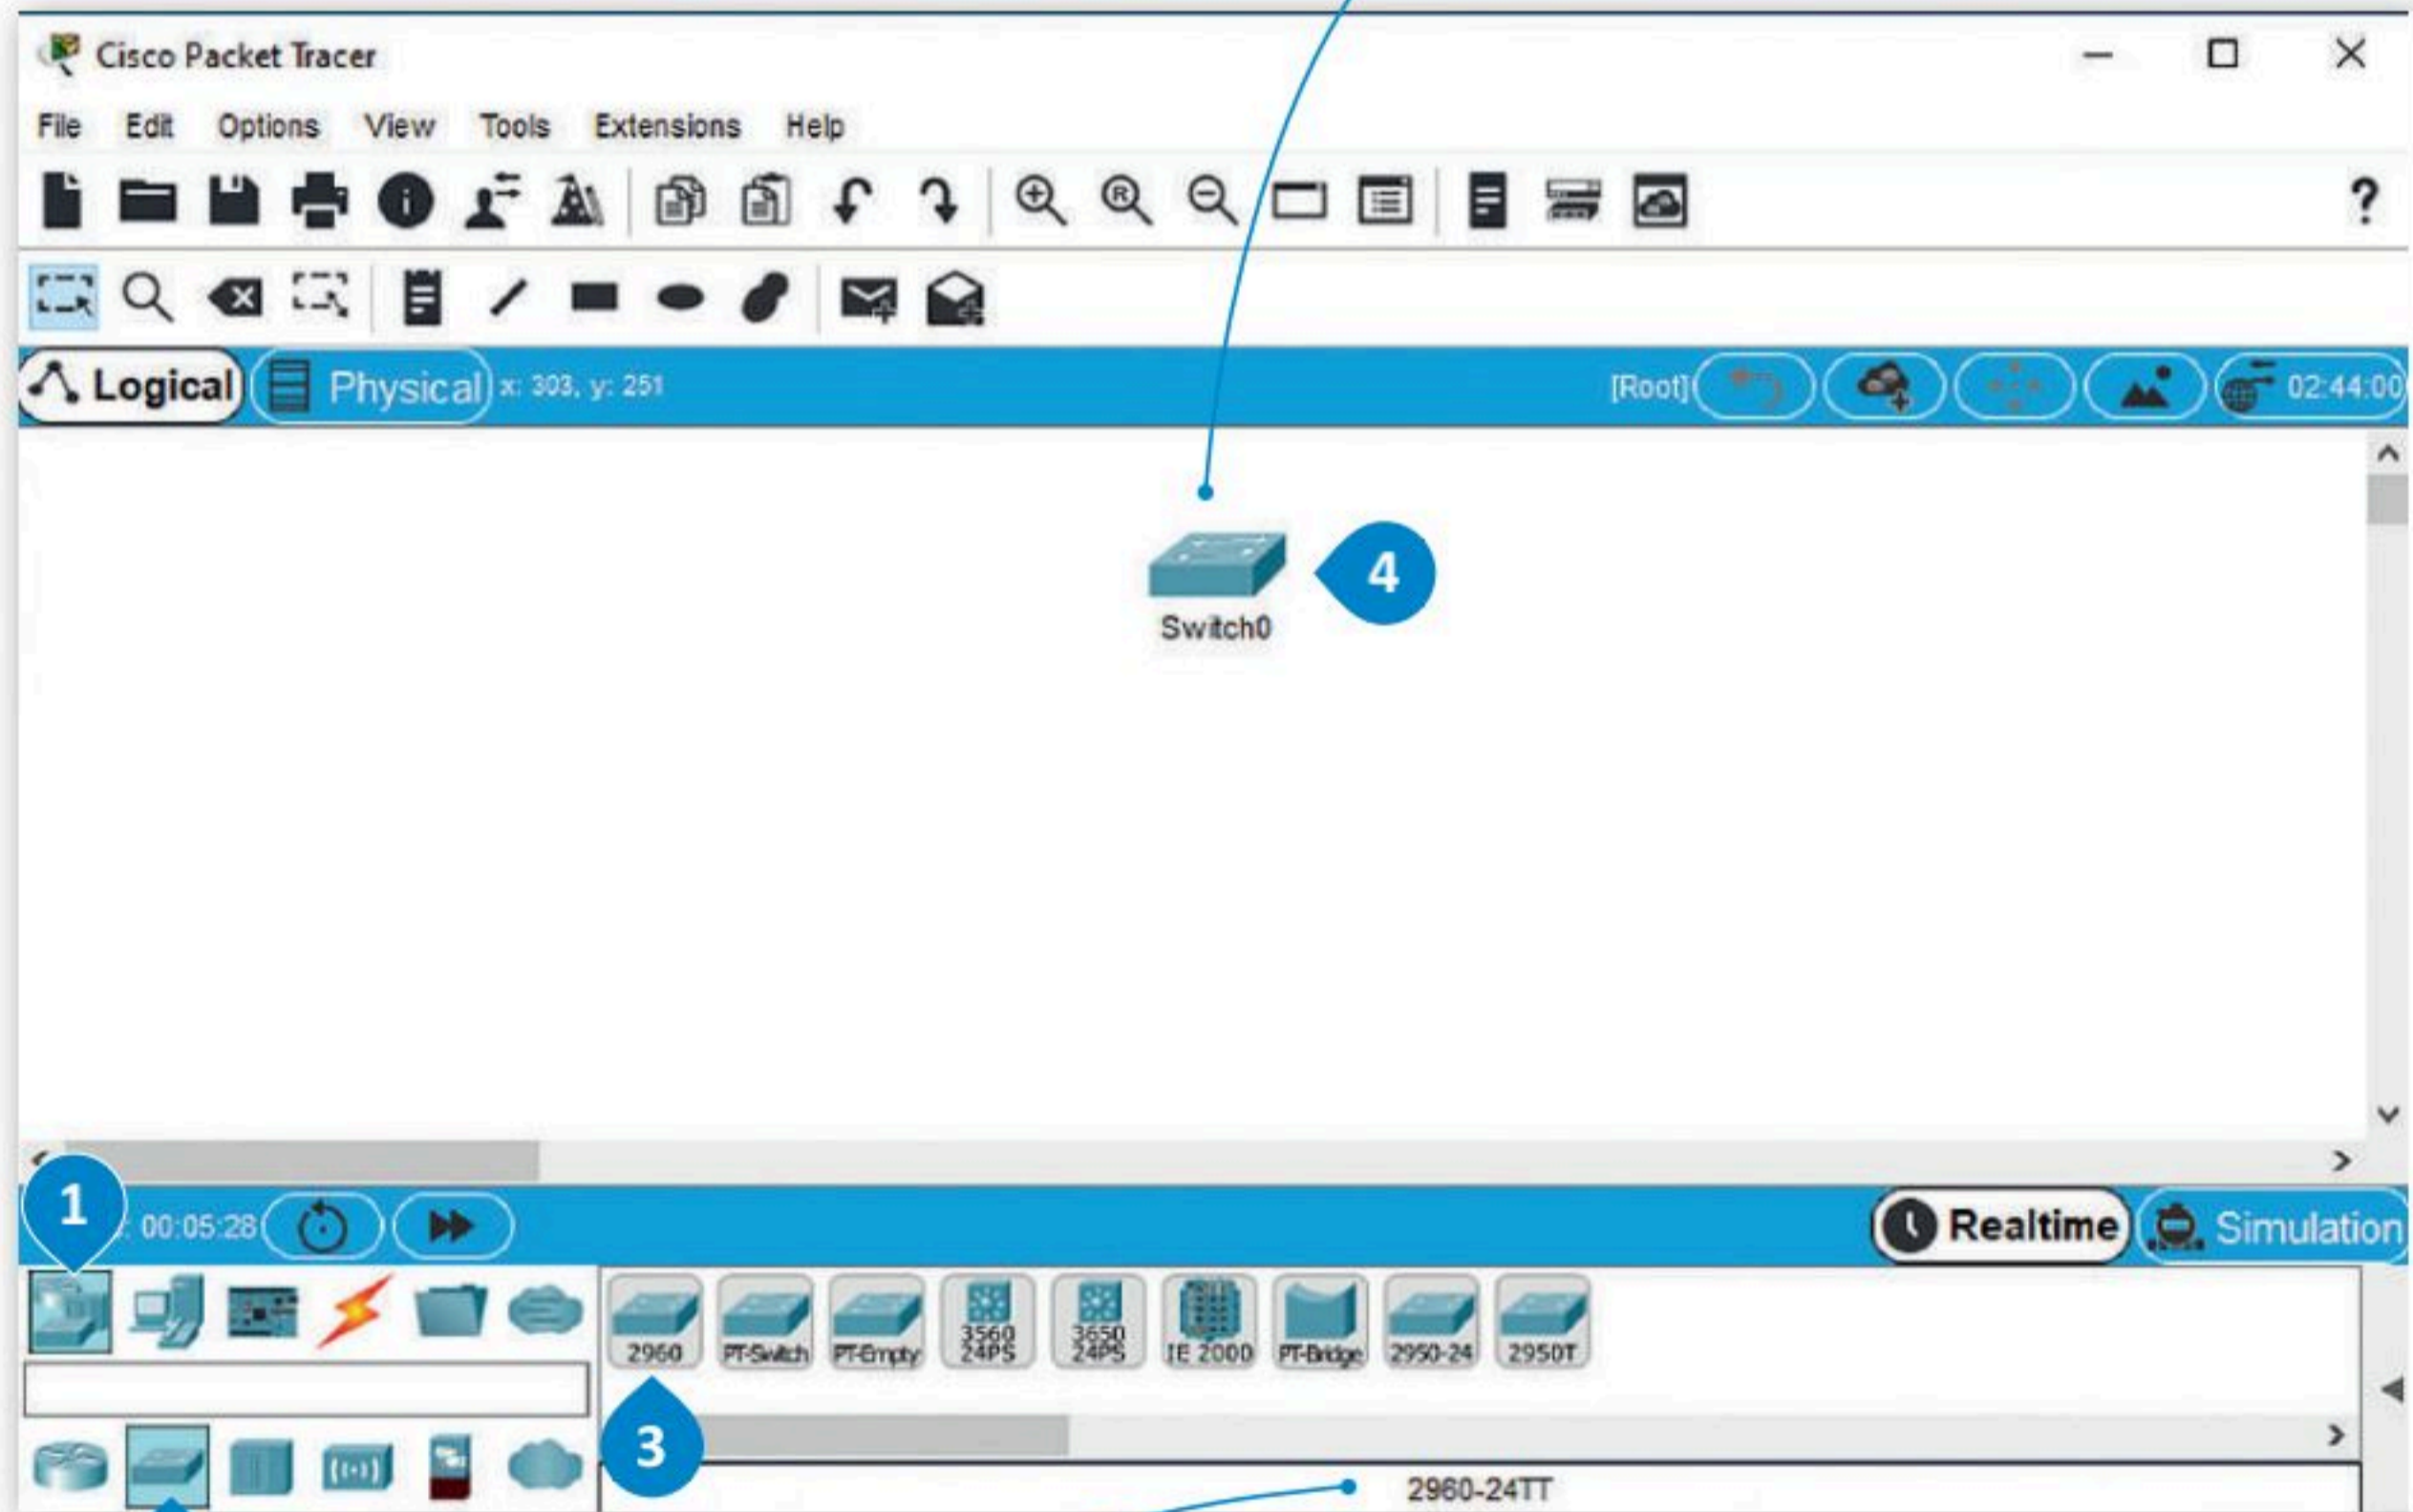 Cisco Packet Tracer
File Edit Options View Tools Extensions Help
Logical Physical x: 303, y: 251 [Root] 02:44:00
4
Switch0
1
: 00:05:28 Realtime Simulation
2960 PT-Switch PT-Empty 3560 24PS 3650 24PS IE 2000 PT-Bridge 2950-24 2950T
3
2960-24TT